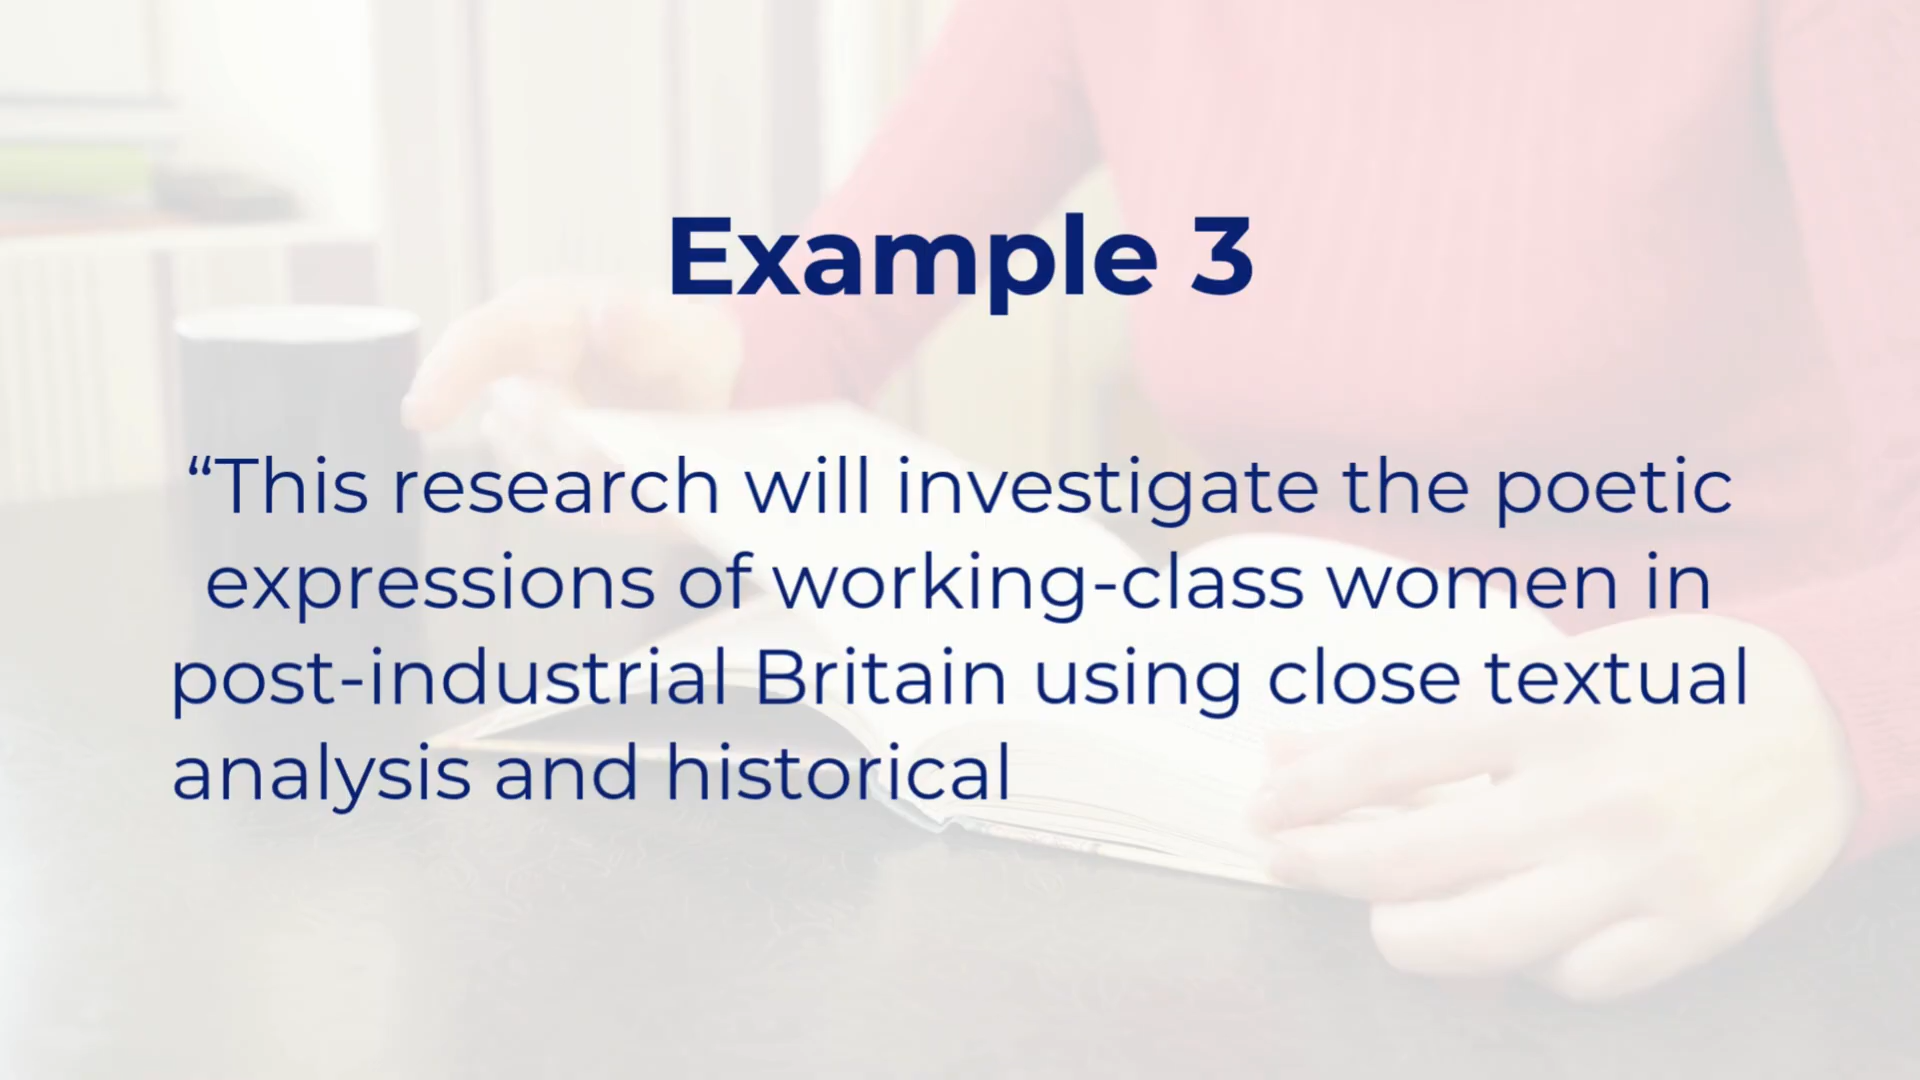 Example 3
“This research will investigate the poetic
expressions of working-class women in
post-industrial Britain using close textual
analysis and historical